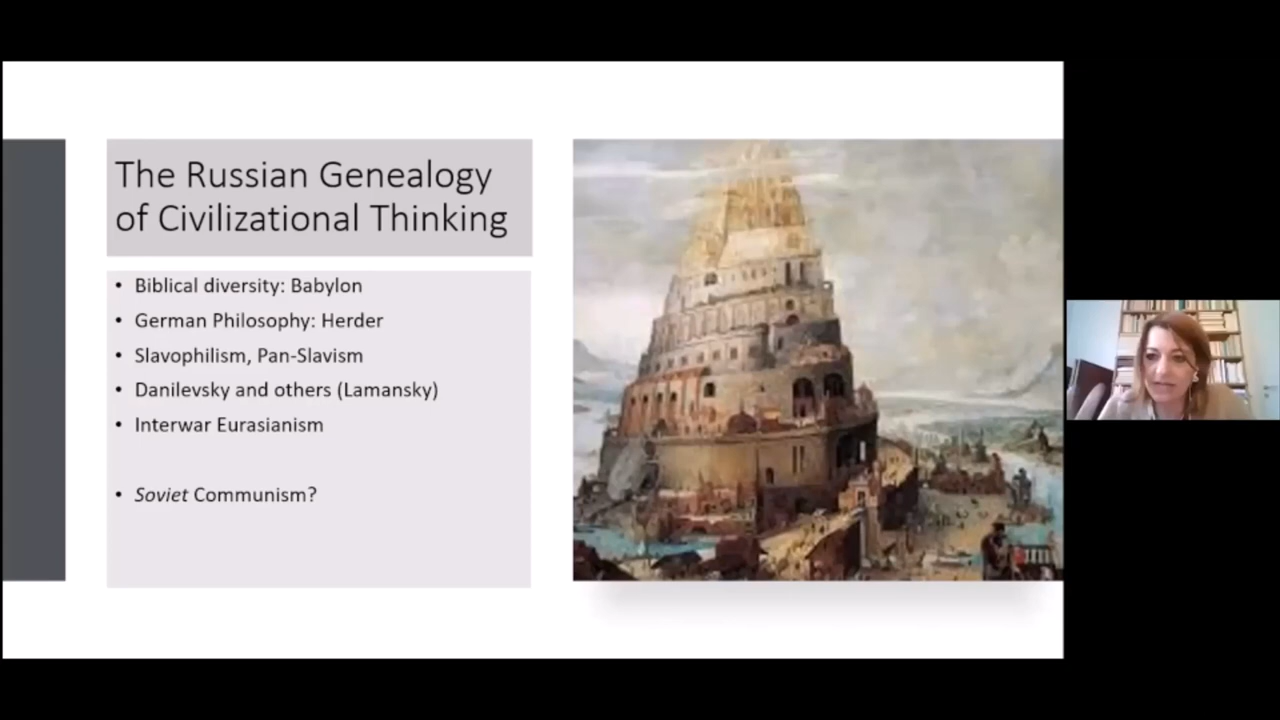 The Russian Genealogy
of Civilizational Thinking
• Biblical diversity: Babylon
• German Philosophy: Herder
• Slavophilism, Pan-Slavism
• Danilevsky and others (Lamansky)
• Interwar Eurasianism
• Soviet Communism?